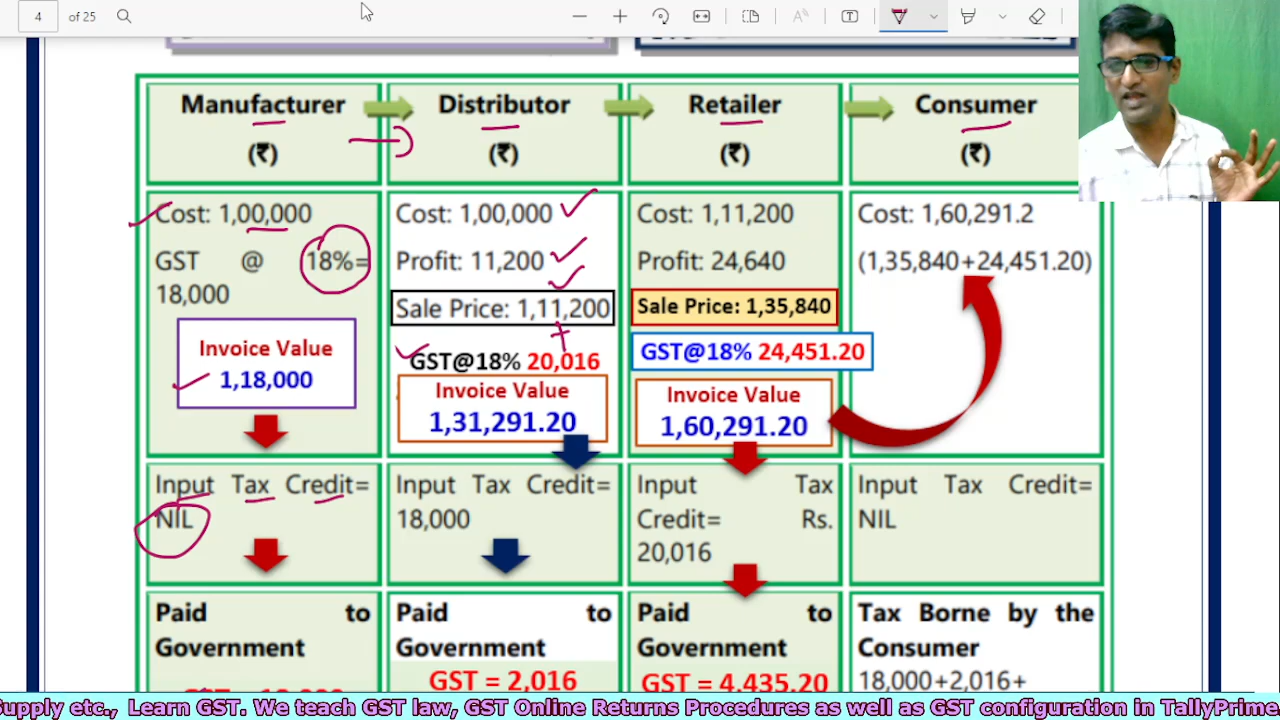 4 of 25
Manufacturer
(₹)
Distributor
(₹)
Retailer
(₹)
Consumer
(₹)
Cost: 1,00,000
GST @ 18%=
18,000
Invoice Value
1,18,000
Cost: 1,00,000
Profit: 11,200
Sale Price: 1,11,200
GST@18% 20,016
Invoice Value
1,31,291.20
Cost: 1,11,200
Profit: 24,640
Sale Price: 1,35,840
GST@18% 24,451.20
Invoice Value
1,60,291.20
Cost: 1,60,291.2
(1,35,840+24,451.20)
Input Tax Credit=
NIL
Input Tax Credit=
18,000
Input Tax
Credit= Rs.
20,016
Input Tax Credit=
NIL
Paid to
Government
Paid to
Government
GST = 2,016
Paid to
Government
GST = 4,435.20
Tax Borne by the
Consumer
18,000+2,016+
Supply etc., Learn GST. We teach GST law, GST Online Returns Procedures as well as GST configuration in TallyPrime.